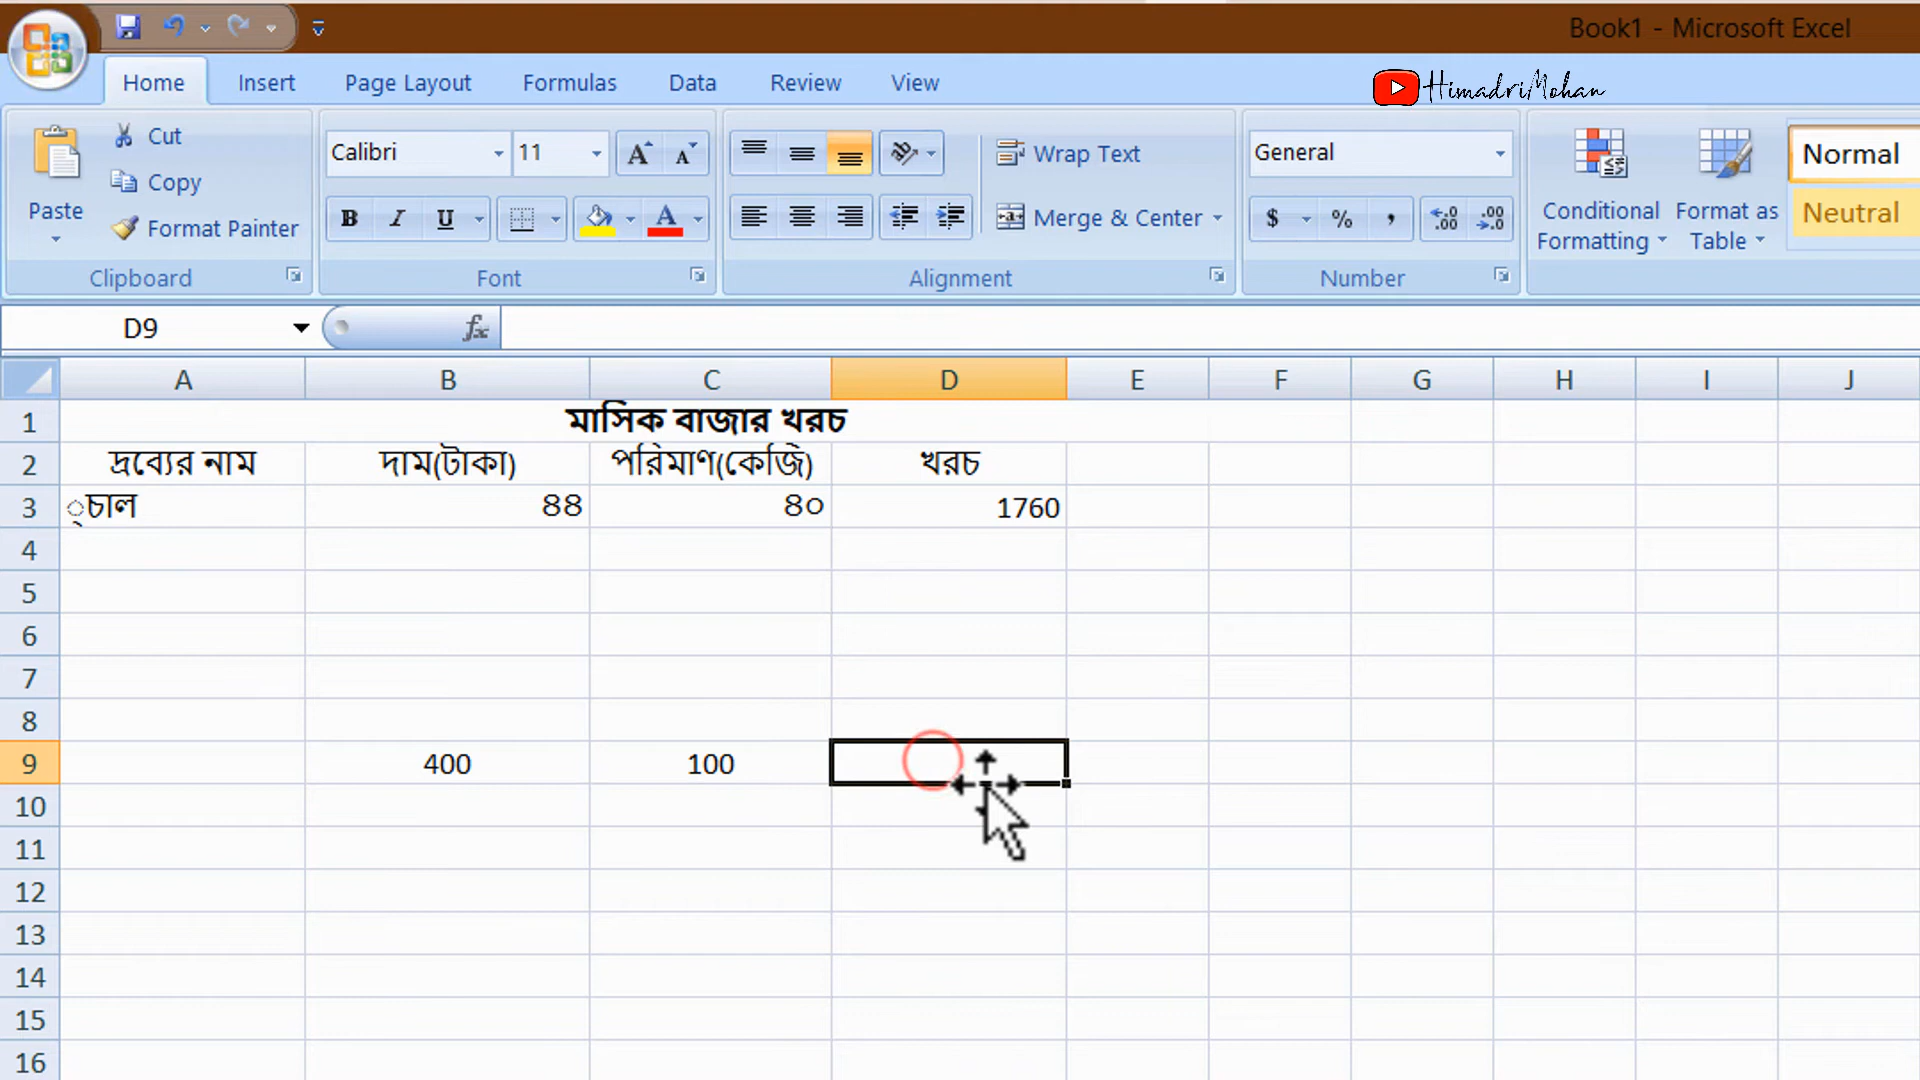 Book1 - Microsoft Excel
Home Insert Page Layout Formulas Data Review View HimadriMohan
Paste Cut
Copy
Format Painter
Clipboard
Calibri 11
B I U A
Font
Wrap Text
Merge & Center
Alignment
General
$ % ,
Number
Conditional Formatting
Format as Table
Normal
Neutral
D9 fx
A B C D E F G H I J
1 মাসিক বাজার খরচ
2 দ্রব্যের নাম দাম(টাকা) পরিমাণ(কেজি) খরচ
3 ্চাল 88 ৪০ 1760
4
5
6
7
8
9 400 100
10
11
12
13
14
15
16